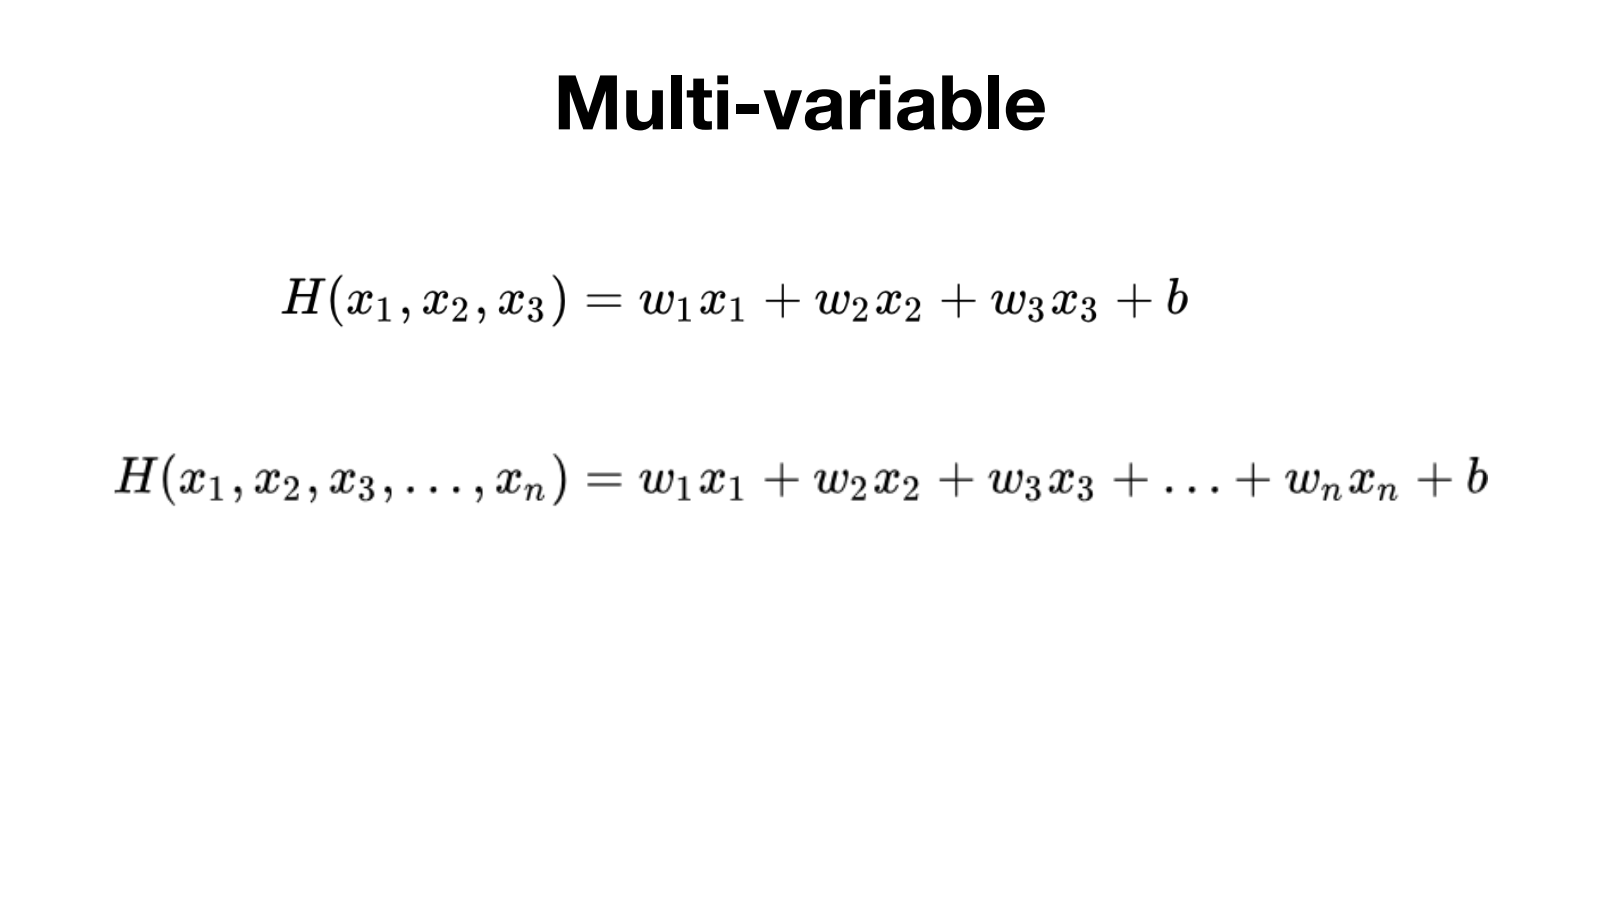 Multi-variable
H(x₁, x₂, x₃) = w₁x₁ + w₂x₂ + w₃x₃ + b
H(x₁, x₂, x₃, . . . , xₙ) = w₁x₁ + w₂x₂ + w₃x₃ + . . . + wₙxₙ + b